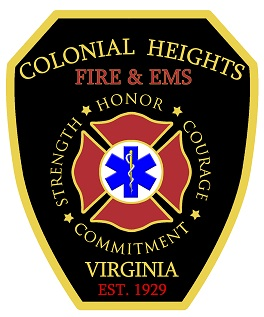 COLONIAL HEIGHTS
FIRE & EMS
HONOR
STRENGTH
COURAGE
COMMITMENT
VIRGINIA
EST. 1929